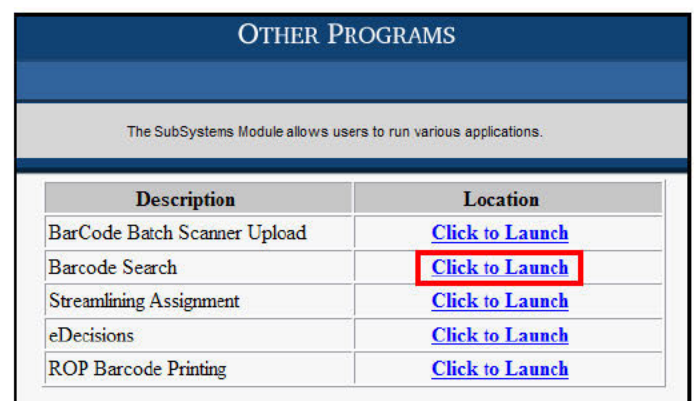 OTHER PROGRAMS
The SubSystems Module allows users to run various applications.
Description Location
BarCode Batch Scanner Upload Click to Launch
Barcode Search Click to Launch
Streamlining Assignment Click to Launch
eDecisions Click to Launch
ROP Barcode Printing Click to Launch